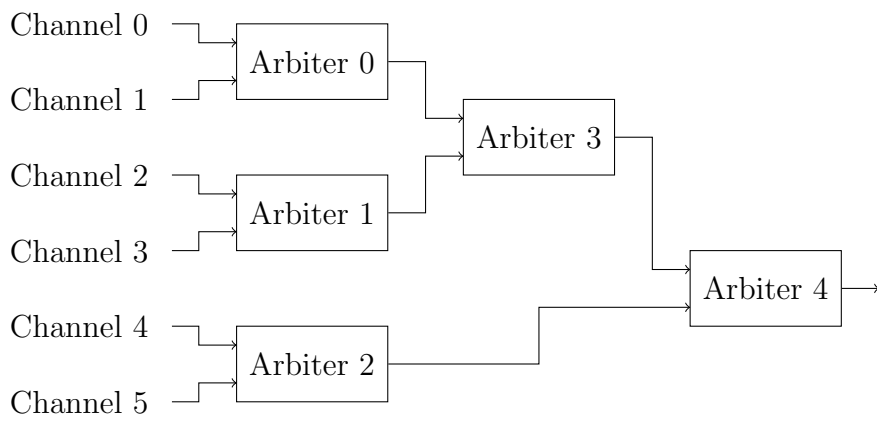 Channel 0
Arbiter 0
Channel 1
Arbiter 3
Channel 2
Arbiter 1
Channel 3
Arbiter 4
Channel 4
Arbiter 2
Channel 5